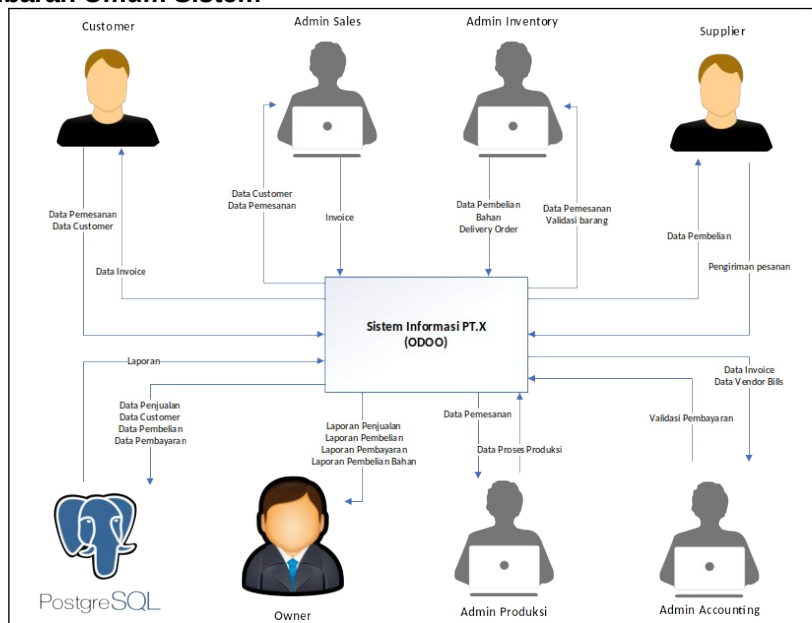 baran Umum Sistem
Customer
Admin Sales
Admin Inventory
Supplier
Data Pemesanan
Data Customer
Data Invoice
Data Customer
Data Pemesanan
Invoice
Data Pembelian
Bahan
Delivery Order
Data Pemesanan
Validasi barang
Data Pembelian
Pengiriman pesanan
Sistem Informasi PT.X
(ODOO)
Laporan
Data Penjualan
Data Customer
Data Pembelian
Data Pembayaran
Laporan Penjualan
Laporan Pembelian
Laporan Pembayaran
Laporan Pembelian Bahan
Data Pemesanan
Data Proses Produksi
Validasi Pembayaran
Data Invoice
Data Vendor Bills
PostgreSQL
Owner
Admin Produksi
Admin Accounting